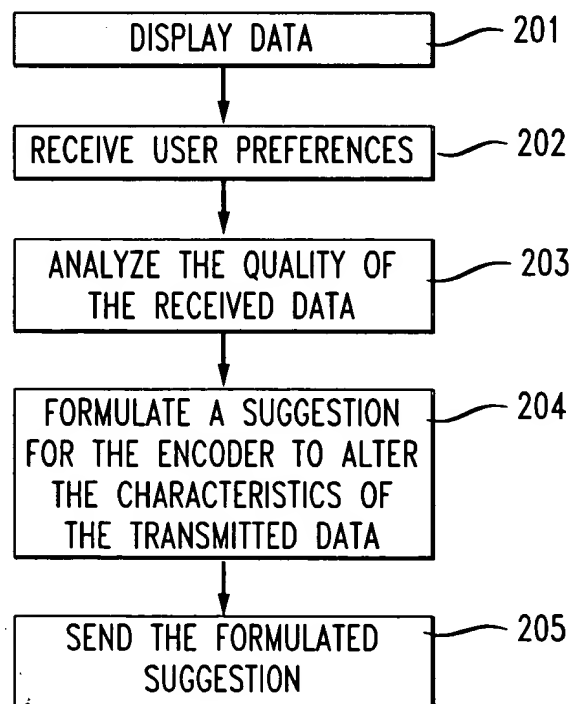 DISPLAY DATA
201
RECEIVE USER PREFERENCES
202
ANALYZE THE QUALITY OF
THE RECEIVED DATA
203
FORMULATE A SUGGESTION
FOR THE ENCODER TO ALTER
THE CHARACTERISTICS OF
THE TRANSMITTED DATA
204
SEND THE FORMULATED
SUGGESTION
205